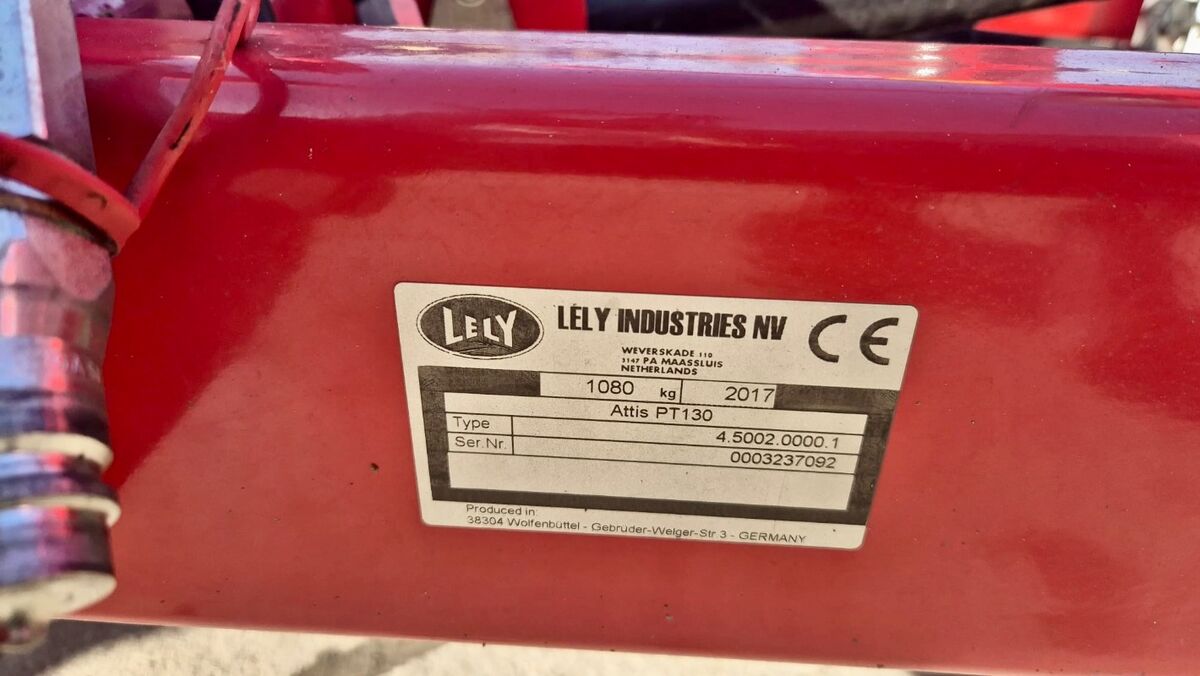 LELY
LELY INDUSTRIES NV
CE
WEVERSKADE 110
3147 PA MAASSLUIS
NETHERLANDS
1080 kg 2017
Attis PT130
Type 4.5002.0000.1
Ser.Nr. 0003237092
Produced in:
38304 Wolfenbüttel - Gebrüder-Welger-Str.3 - GERMANY